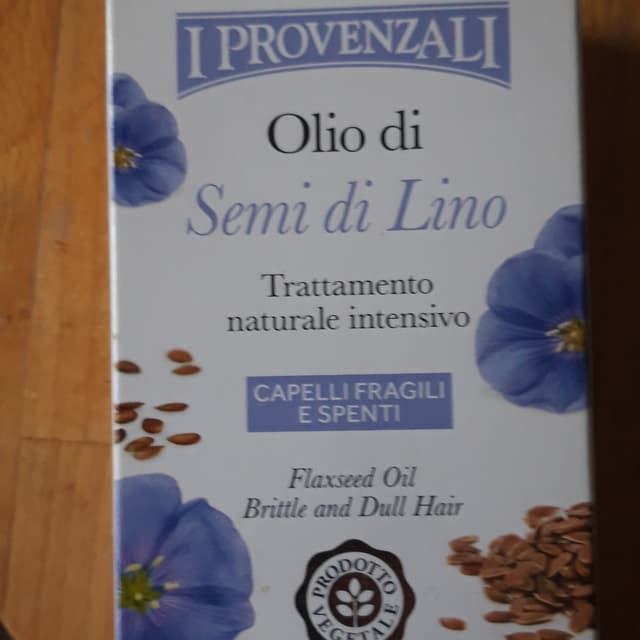 I PROVENZALI
Olio di
Semi di Lino
Trattamento
naturale intensivo
CAPELLI FRAGILI
E SPENTI
Flaxseed Oil
Brittle and Dull Hair
PRODOTTO
VEGETALE